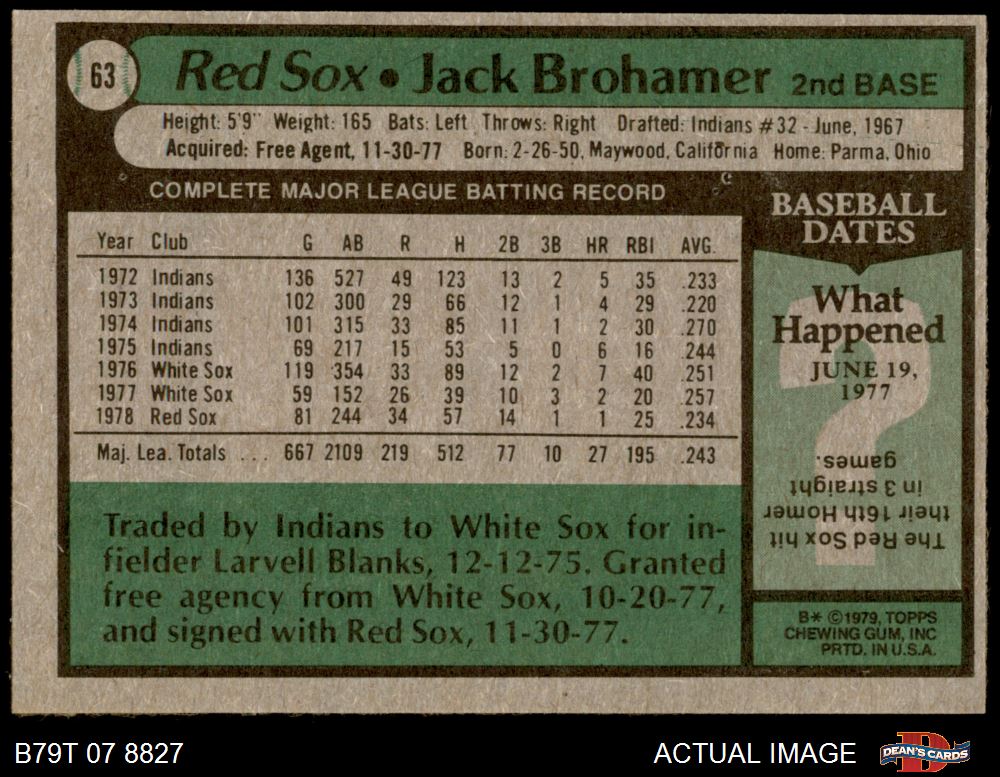 63 Red Sox • Jack Brohamer 2nd BASE
Height: 5'9" Weight: 165 Bats: Left Throws: Right Drafted: Indians #32 - June, 1967
Acquired: Free Agent, 11-30-77 Born: 2-26-50, Maywood, California Home: Parma, Ohio
COMPLETE MAJOR LEAGUE BATTING RECORD
Year Club G AB R H 2B 3B HR RBI AVG.
1972 Indians 136 527 49 123 13 2 5 35 .233
1973 Indians 102 300 29 66 12 1 4 29 .220
1974 Indians 101 315 33 85 11 1 2 30 .270
1975 Indians 69 217 15 53 5 0 6 16 .244
1976 White Sox 119 354 33 89 12 2 7 40 .251
1977 White Sox 59 152 26 39 10 3 2 20 .257
1978 Red Sox 81 244 34 57 14 1 1 25 .234
Maj. Lea. Totals ... 667 2109 219 512 77 10 27 195 .243
Traded by Indians to White Sox for in-
fielder Larvell Blanks, 12-12-75. Granted
free agency from White Sox, 10-20-77,
and signed with Red Sox, 11-30-77.
BASEBALL
DATES
What
Happened
JUNE 19,
1977
?
The Red Sox hit
their 16th Homer
in 3 straight
games.
B* ©1979, TOPPS
CHEWING GUM, INC
PRTD. IN U.S.A.
B79T 07 8827
ACTUAL IMAGE
D
DEAN'S CARDS